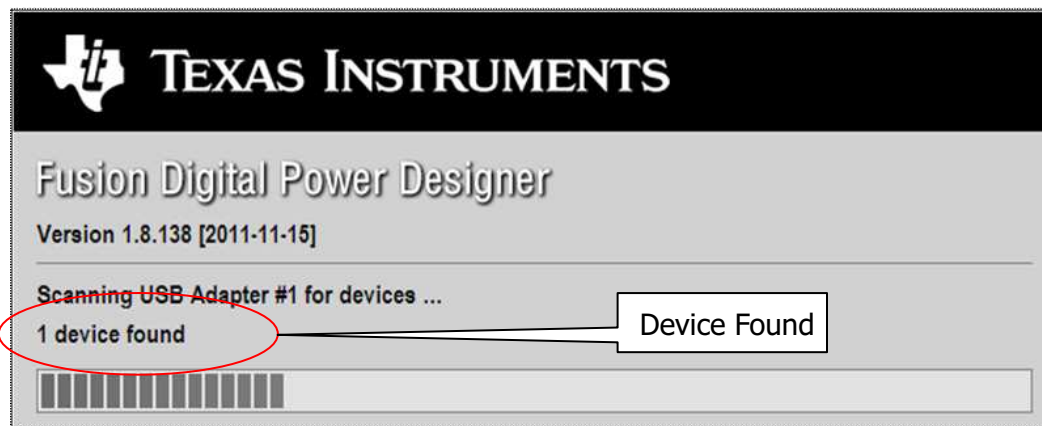 TEXAS INSTRUMENTS
Fusion Digital Power Designer
Version 1.8.138 [2011-11-15]
Scanning USB Adapter #1 for devices ...
1 device found
Device Found